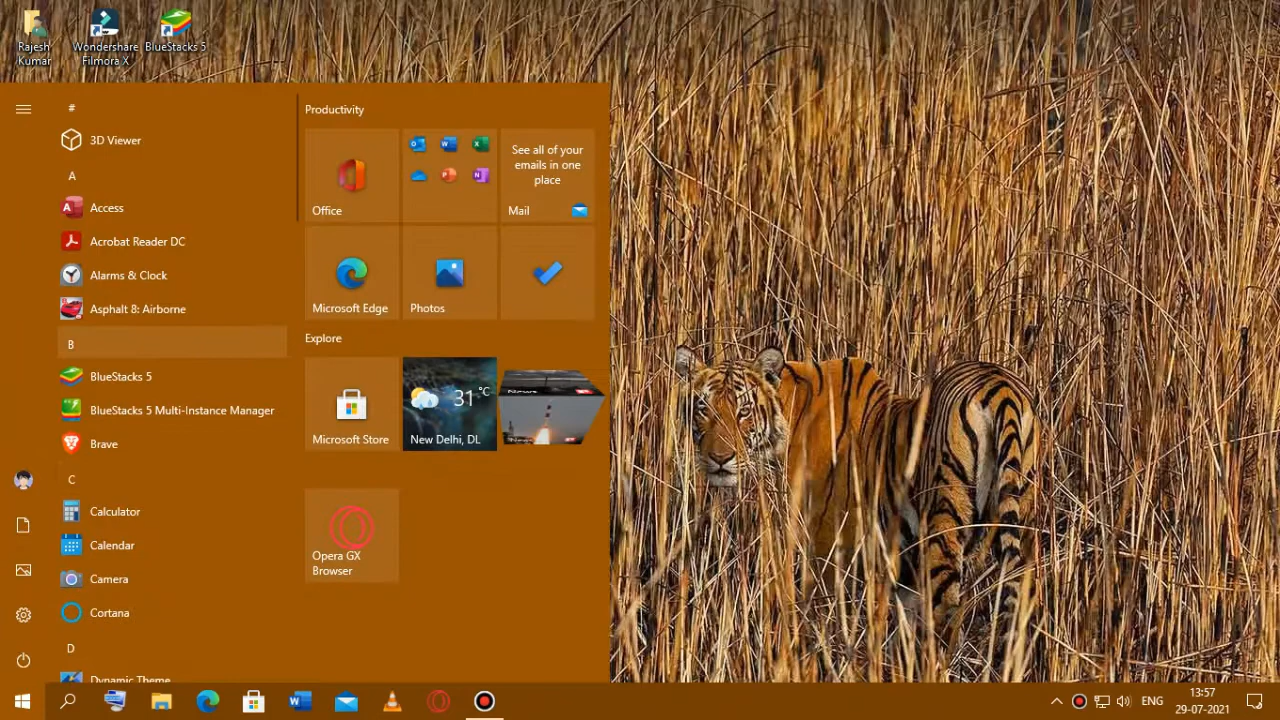 Rajesh
Kumar
Wondershare
Filmora X
BlueStacks 5
#
3D Viewer
A
Access
Acrobat Reader DC
Alarms & Clock
Asphalt 8: Airborne
B
BlueStacks 5
BlueStacks 5 Multi-Instance Manager
Brave
C
Calculator
Calendar
Camera
Cortana
D
Dynamic Theme
Productivity
Office
See all of your
emails in one
place
Mail
Microsoft Edge
Photos
Explore
Microsoft Store
31°C
New Delhi, DL
News
Opera GX
Browser
ENG
13:57
29-07-2021